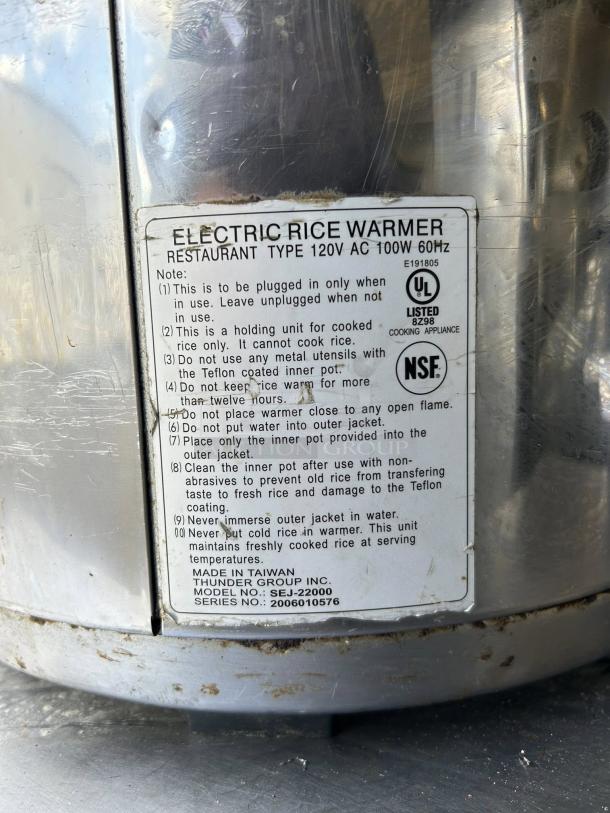 ELECTRIC RICE WARMER
RESTAURANT TYPE 120V AC 100W 60Hz
Note:
E191805
(1) This is to be plugged in only when
in use. Leave unplugged when not
in use.
UL
LISTED
8Z98
COOKING APPLIANCE
(2) This is a holding unit for cooked
rice only. It cannot cook rice.
(3) Do not use any metal utensils with
the Teflon coated inner pot.
NSF
(4) Do not keep rice warm for more
than twelve hours.
(5) Do not place warmer close to any open flame.
(6) Do not put water into outer jacket.
(7) Place only the inner pot provided into the
outer jacket.
(8) Clean the inner pot after use with non-
abrasives to prevent old rice from transfering
taste to fresh rice and damage to the Teflon
coating.
(9) Never immerse outer jacket in water.
(10) Never put cold rice in warmer. This unit
maintains freshly cooked rice at serving
temperatures.
MADE IN TAIWAN
THUNDER GROUP INC.
MODEL NO.: SEJ-22000
SERIES NO.: 2006010576